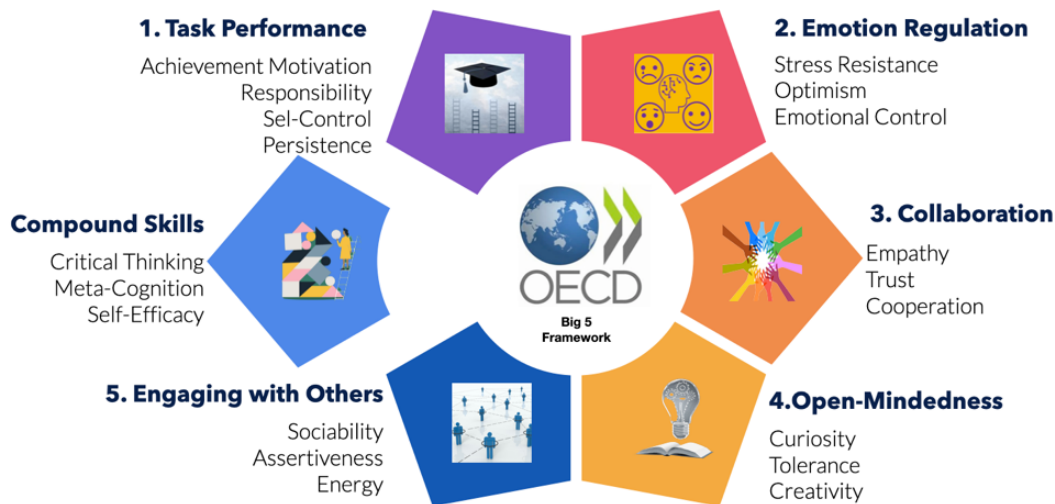 1. Task Performance
Achievement Motivation
Responsibility
Sel-Control
Persistence
2. Emotion Regulation
Stress Resistance
Optimism
Emotional Control
Compound Skills
Critical Thinking
Meta-Cognition
Self-Efficacy
OECD
Big 5
Framework
3. Collaboration
Empathy
Trust
Cooperation
5. Engaging with Others
Sociability
Assertiveness
Energy
4.Open-Mindedness
Curiosity
Tolerance
Creativity